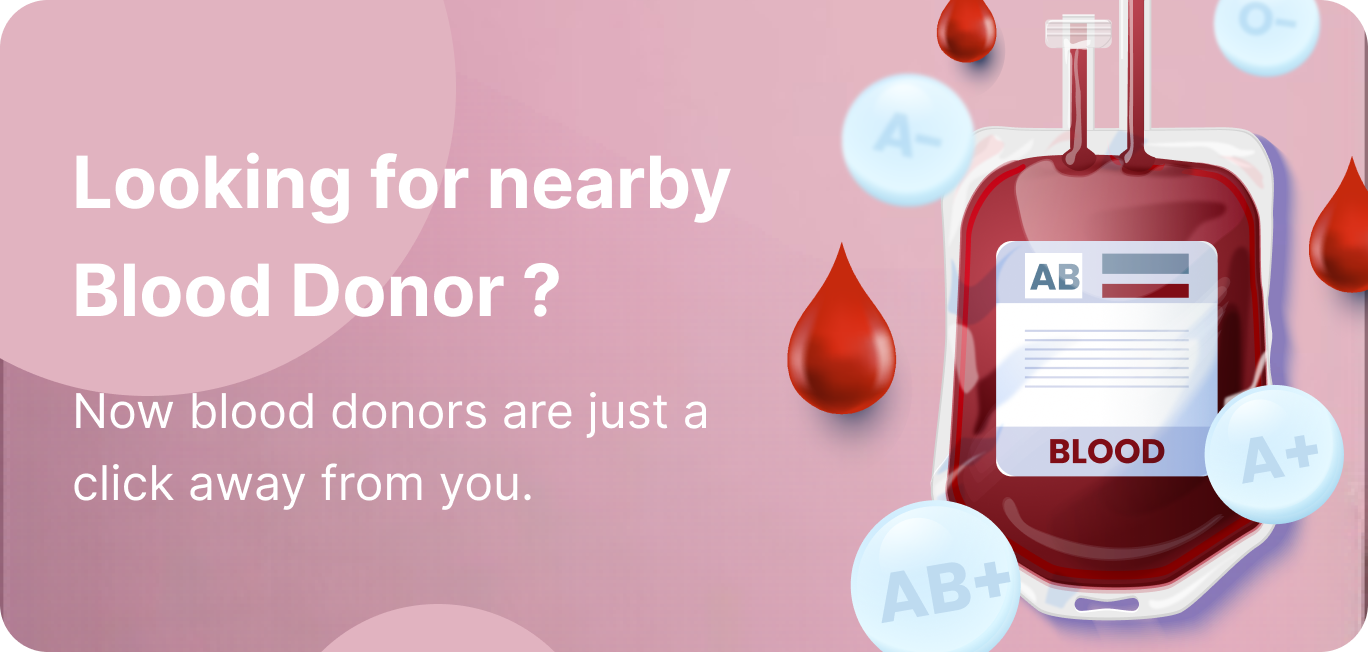 Looking for nearby
Blood Donor ?
Now blood donors are just a
click away from you.
O–
A–
AB
BLOOD
A+
AB+